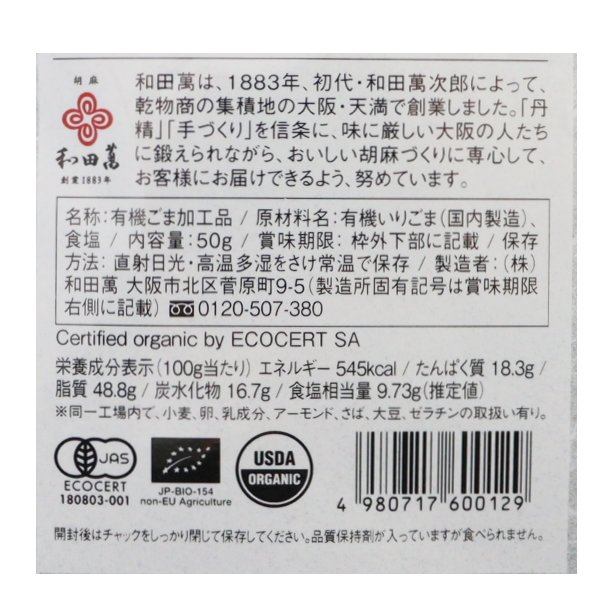 胡麻
和田萬
創業1883年
和田萬は、1883年、初代・和田萬次郎によって、
乾物商の集積地の大阪・天満で創業しました。「丹
精」「手づくり」を信条に、味に厳しい大阪の人たち
に鍛えられながら、おいしい胡麻づくりに専心して、
お客様にお届けできるよう、努めています。
名称:有機ごま加工品 / 原材料名:有機いりごま(国内製造)、
食塩 / 内容量:50g / 賞味期限: 枠外下部に記載 / 保存
方法: 直射日光・高温多湿をさけ常温で保存 / 製造者:(株)
和田萬 大阪市北区菅原町9-5(製造所固有記号は賞味期限
右側に記載) 0120-507-380
Certified organic by ECOCERT SA
栄養成分表示(100g当たり) エネルギー 545kcal / たんぱく質 18.3g /
脂質 48.8g / 炭水化物 16.7g / 食塩相当量 9.73g(推定値)
※同一工場内で、小麦、卵、乳成分、アーモンド、さば、大豆、ゼラチンの取扱い有り。
JAS
ECOCERT
180803-001
JP-BIO-154
non-EU Agriculture
USDA
ORGANIC
4 980717 600129
開封後はチャックをしっかり閉じて保存してください。品質保持剤が入っていますが食べられません。